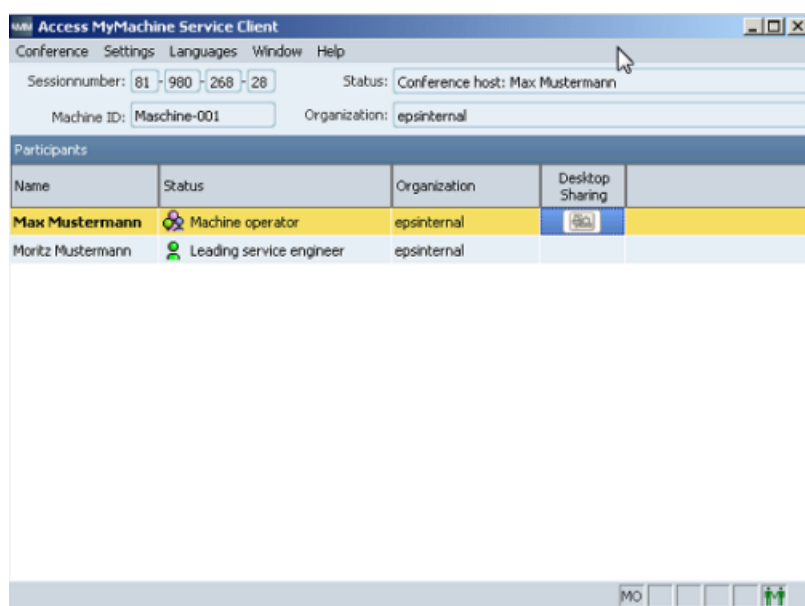 Access MyMachine Service Client
Conference Settings Languages Window Help
Sessionnumber: 81 - 980 - 268 - 28 Status: Conference host: Max Mustermann
Machine ID: Maschine-001 Organization: epsinternal
Participants
Name Status Organization Desktop Sharing
Max Mustermann Machine operator epsinternal
Moritz Mustermann Leading service engineer epsinternal
MO